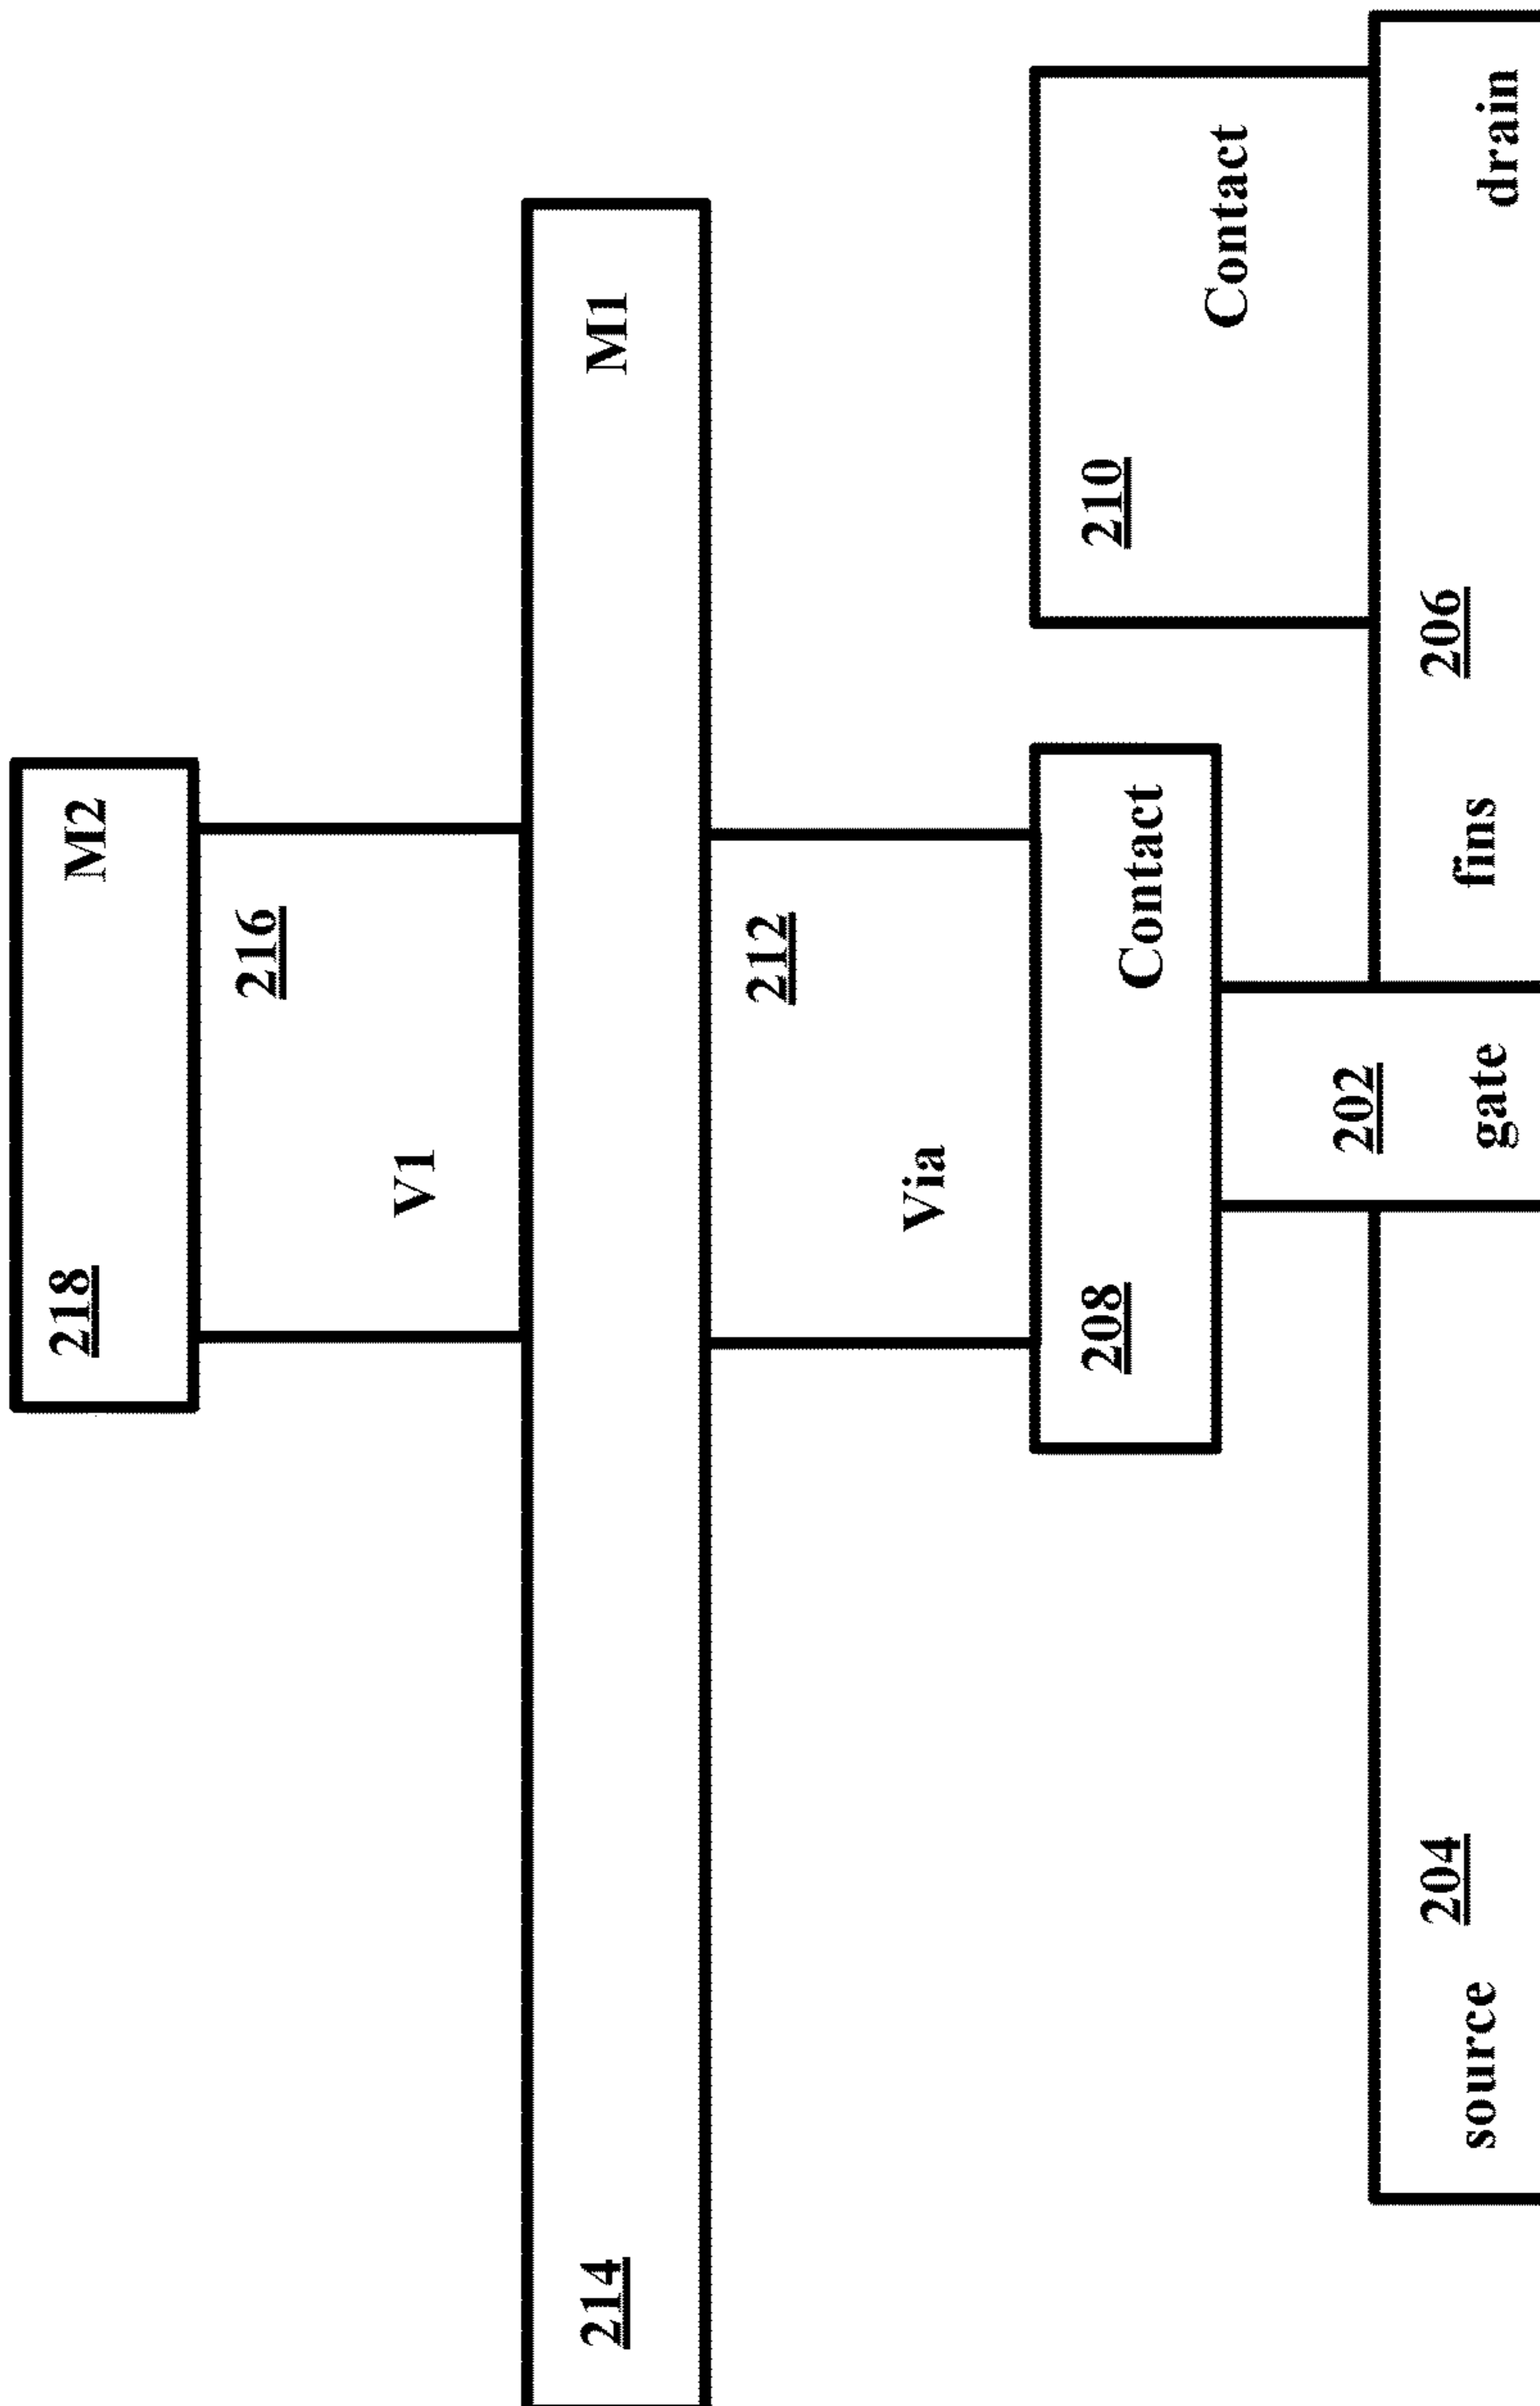 218
M2
216
V1
214
M1
212
Via
208
Contact
210
Contact
202
gate
204
source
206
fins
drain